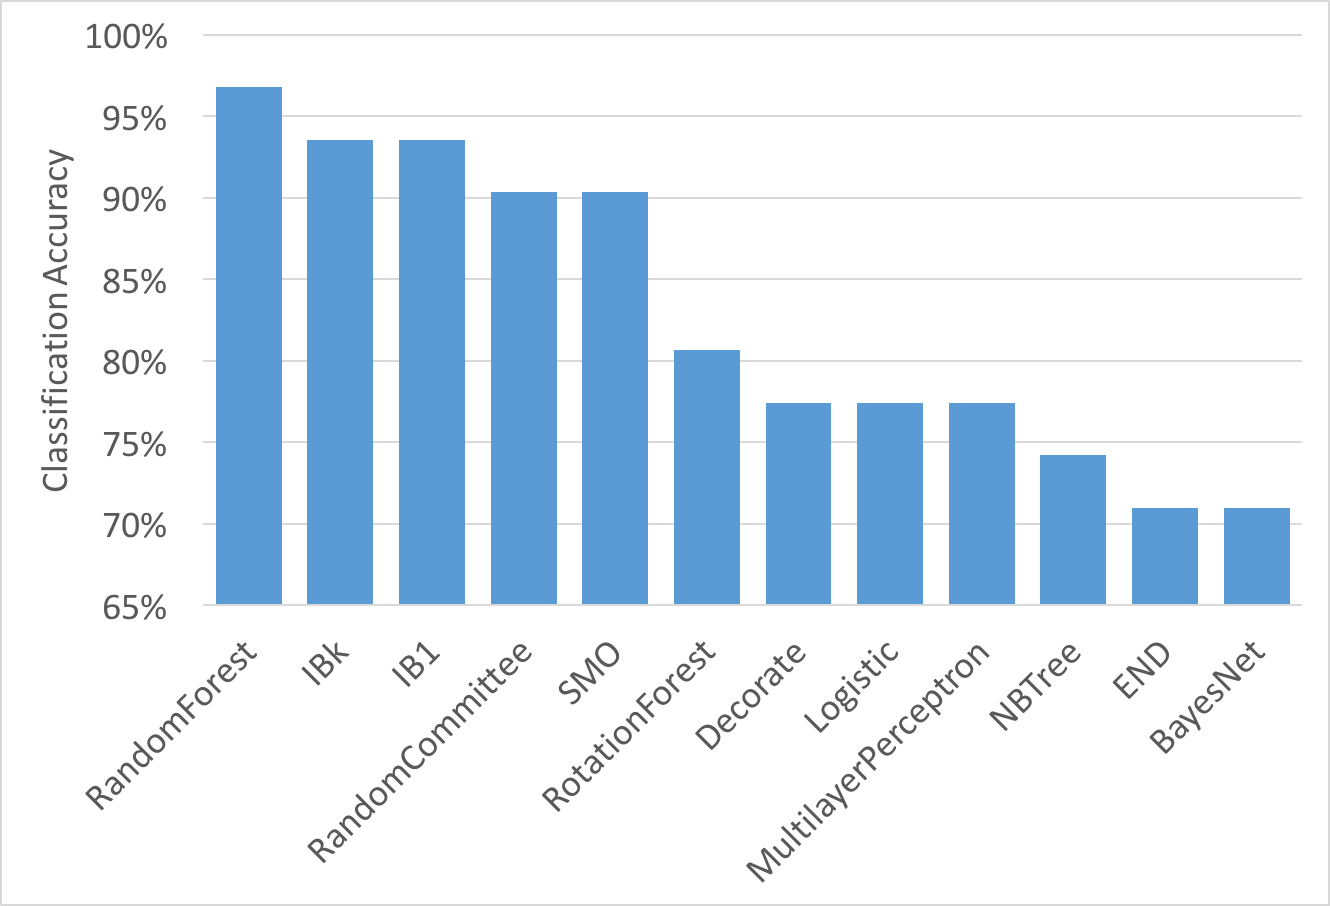 100%
95%
90%
85%
80%
75%
70%
65%
Classification Accuracy
RandomForest
IBk
IB1
RandomCommittee
SMO
RotationForest
Decorate
Logistic
MultilayerPerceptron
NBTree
END
BayesNet